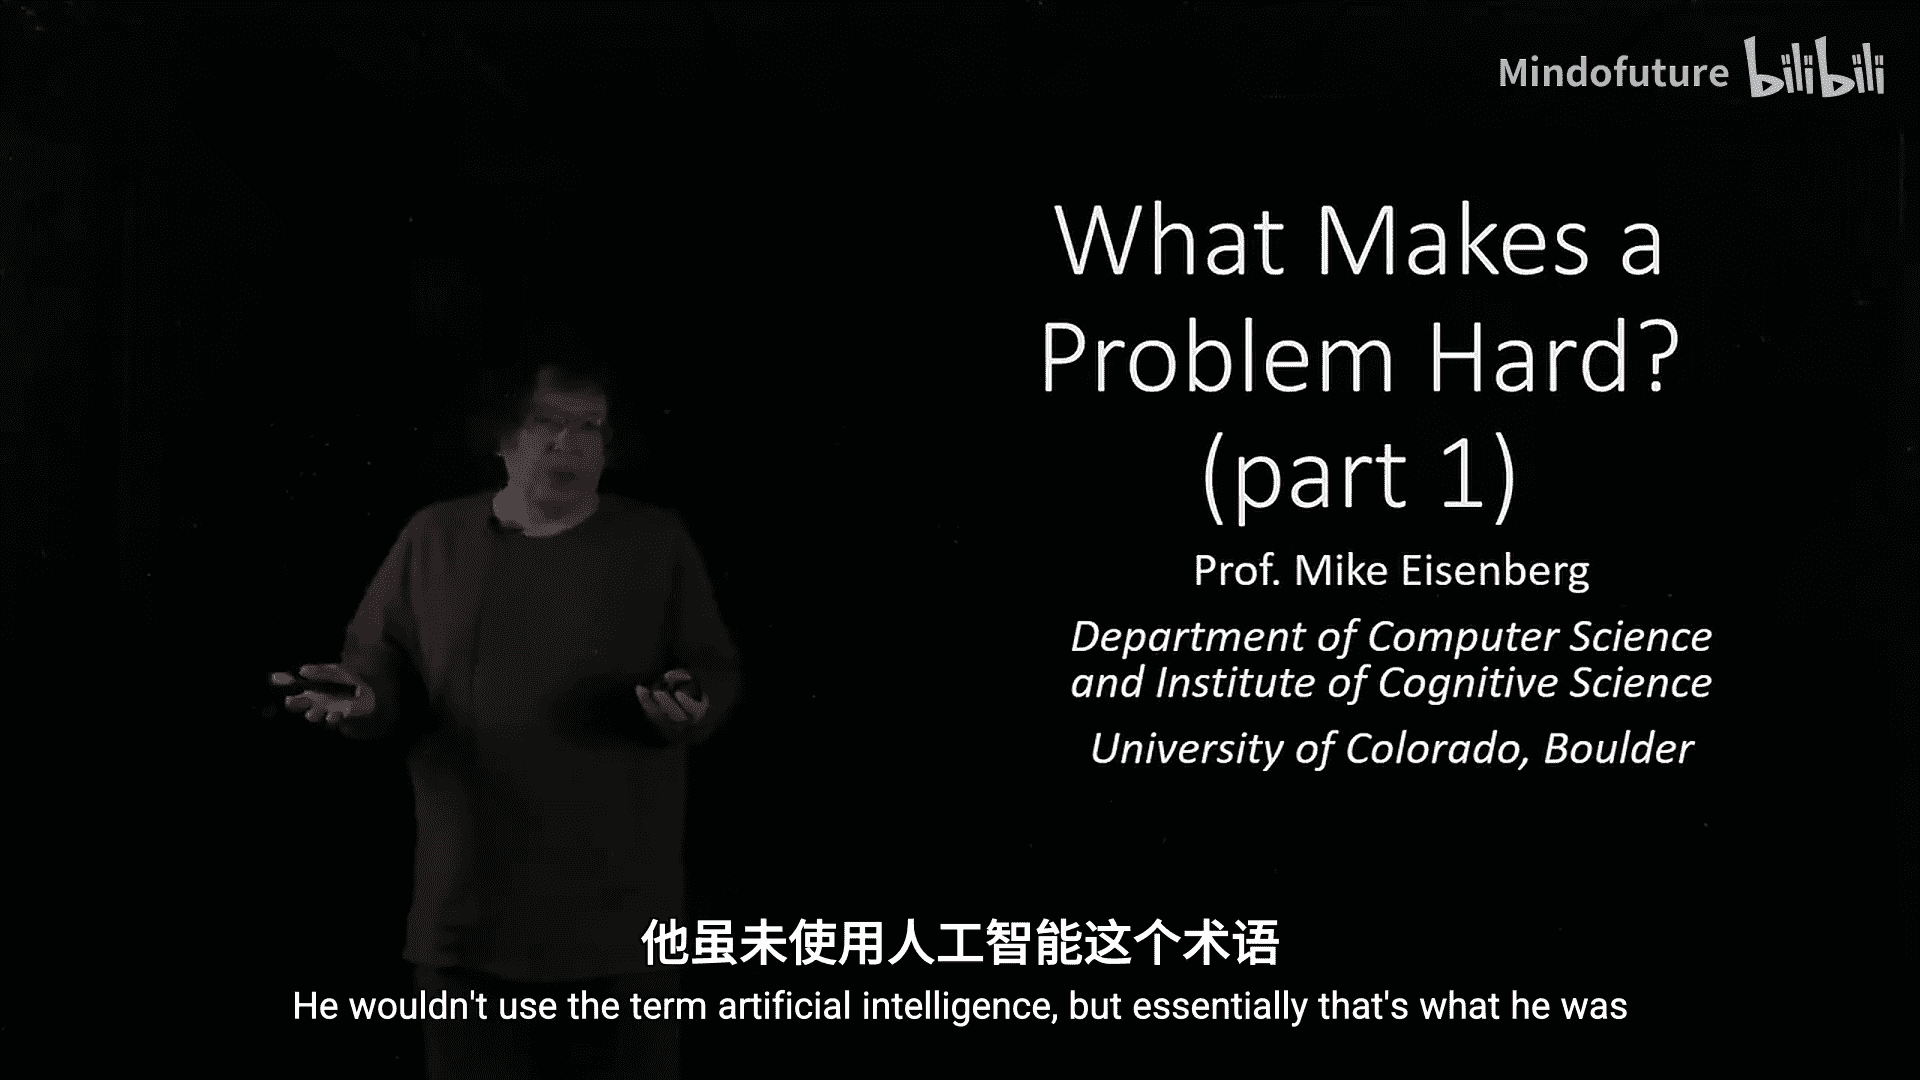 Mindofuture bilibili
What Makes a
Problem Hard?
(part 1)
Prof. Mike Eisenberg
Department of Computer Science
and Institute of Cognitive Science
University of Colorado, Boulder
他虽未使用人工智能这个术语
He wouldn't use the term artificial intelligence, but essentially that's what he was